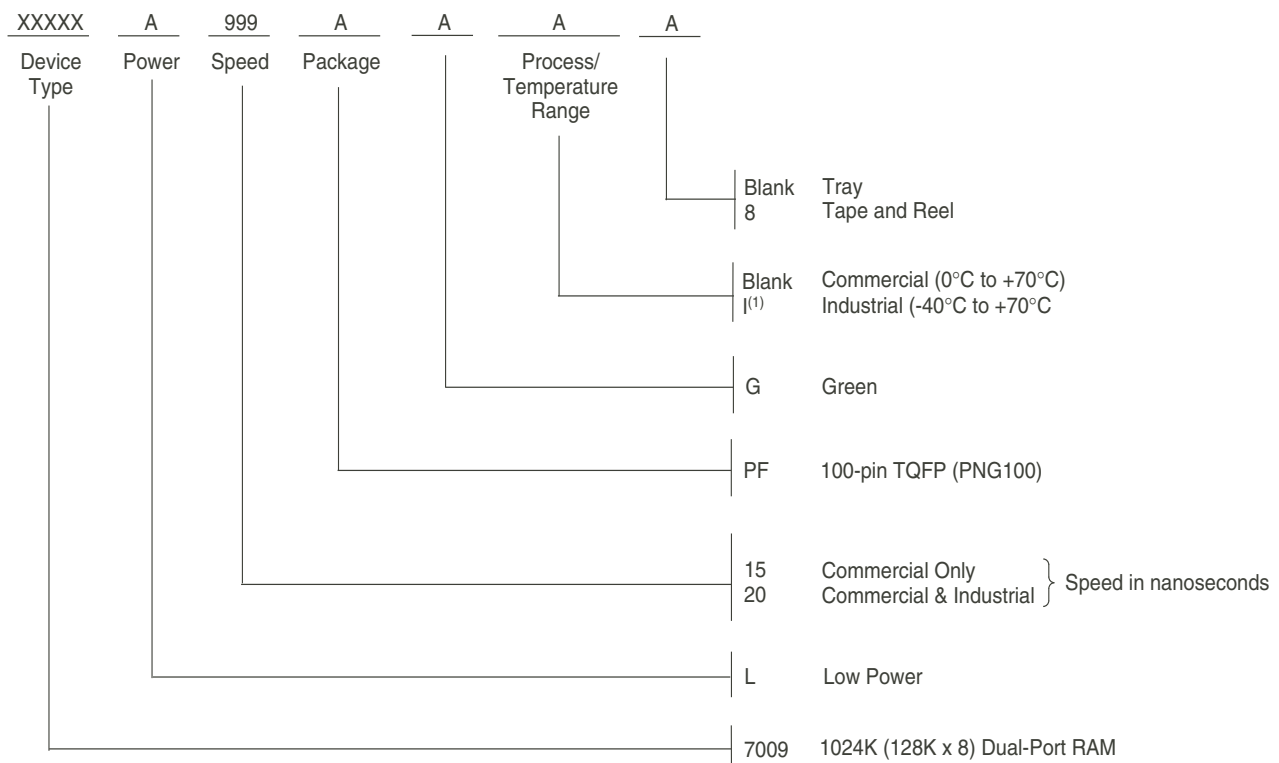 XXXXX A 999 A A A A
Device Power Speed Package Process/
Type Temperature
Range
Blank Tray
8 Tape and Reel
Blank Commercial (0°C to +70°C)
I(1) Industrial (-40°C to +70°C
G Green
PF 100-pin TQFP (PNG100)
15 Commercial Only
20 Commercial & Industrial
Speed in nanoseconds
L Low Power
7009 1024K (128K x 8) Dual-Port RAM